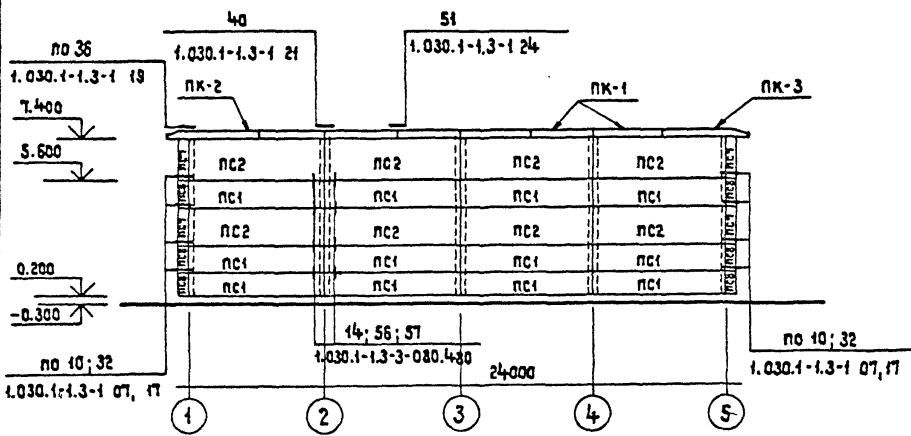 4а
1.030.1-1.3-1 21
51
1.030.1-1.3-1 24
по 36
1.030.1-1.3-1 19
ПК-2
ПК-1
ПК-3
7.400
5.600
ПС2 ПС2 ПС2 ПС2
ПС1 ПС1 ПС1 ПС1
ПС2 ПС2 ПС2 ПС2
ПС1 ПС1 ПС1 ПС1
ПС1 ПС1 ПС1 ПС1
0.200
-0.300
14; 56; 57
1.030.1-1.3-3-080.480
по 10; 32
1.030.1-1.3-1 07, 17
24000
по 10; 32
1.030.1-1.3-1 07, 17
1 2 3 4 5